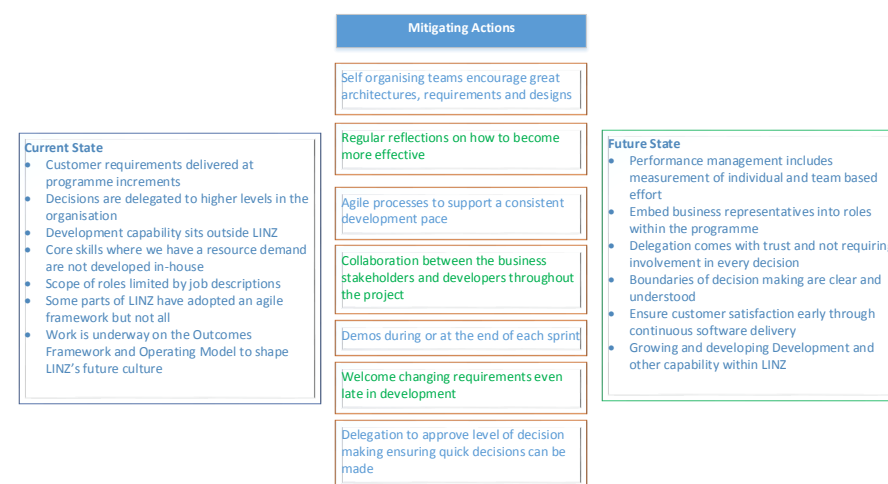 Mitigating Actions
Self organising teams encourage great
architectures, requirements and designs
Regular reflections on how to become
more effective
Agile processes to support a consistent
development pace
Collaboration between the business
stakeholders and developers throughout
the project
Demos during or at the end of each sprint
Welcome changing requirements even
late in development
Delegation to approve level of decision
making ensuring quick decisions can be
made
Current State
• Customer requirements delivered at
programme increments
• Decisions are delegated to higher levels in the
organisation
• Development capability sits outside LINZ
• Core skills where we have a resource demand
are not developed in-house
• Scope of roles limited by job descriptions
• Some parts of LINZ have adopted an agile
framework but not all
• Work is underway on the Outcomes
Framework and Operating Model to shape
LINZ's future culture
Future State
• Performance management includes
measurement of individual and team based
effort
• Embed business representatives into roles
within the programme
• Delegation comes with trust and not requiring
involvement in every decision
• Boundaries of decision making are clear and
understood
• Ensure customer satisfaction early through
continuous software delivery
• Growing and developing Development and
other capability within LINZ